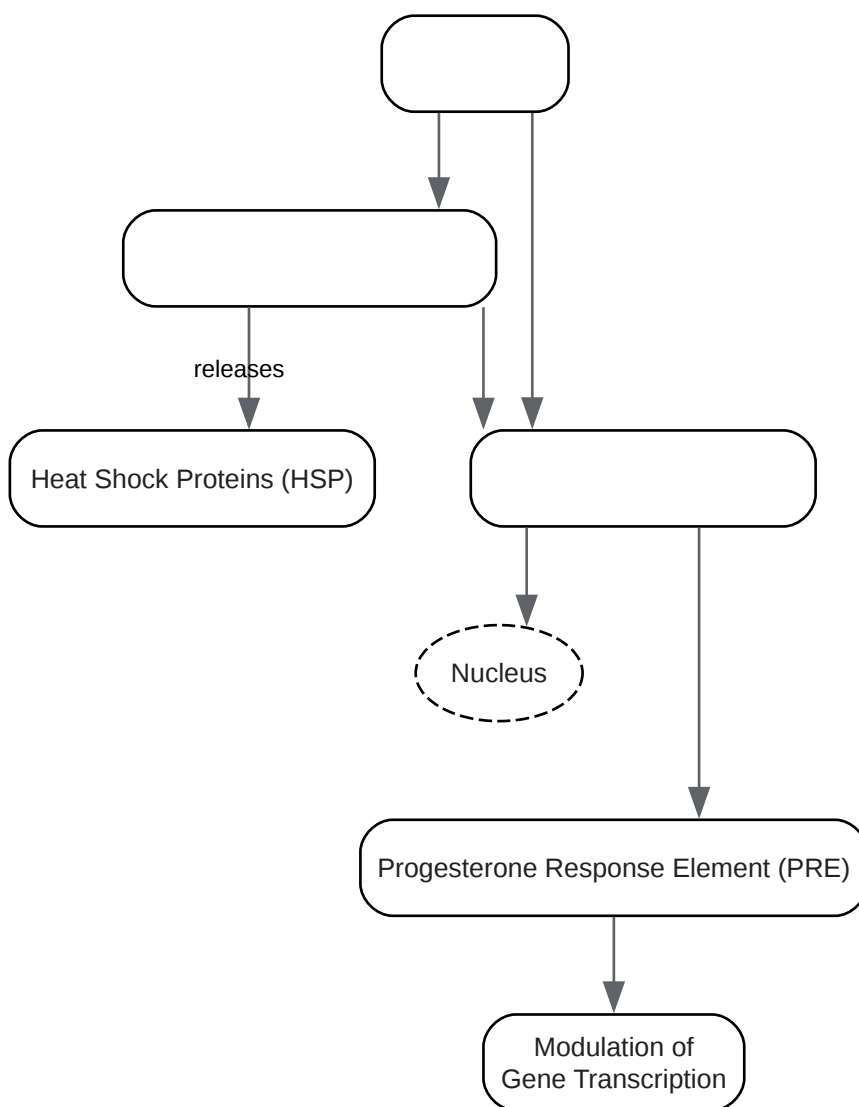 releases
Heat Shock Proteins (HSP)
Nucleus
Progesterone Response Element (PRE)
Modulation of
Gene Transcription